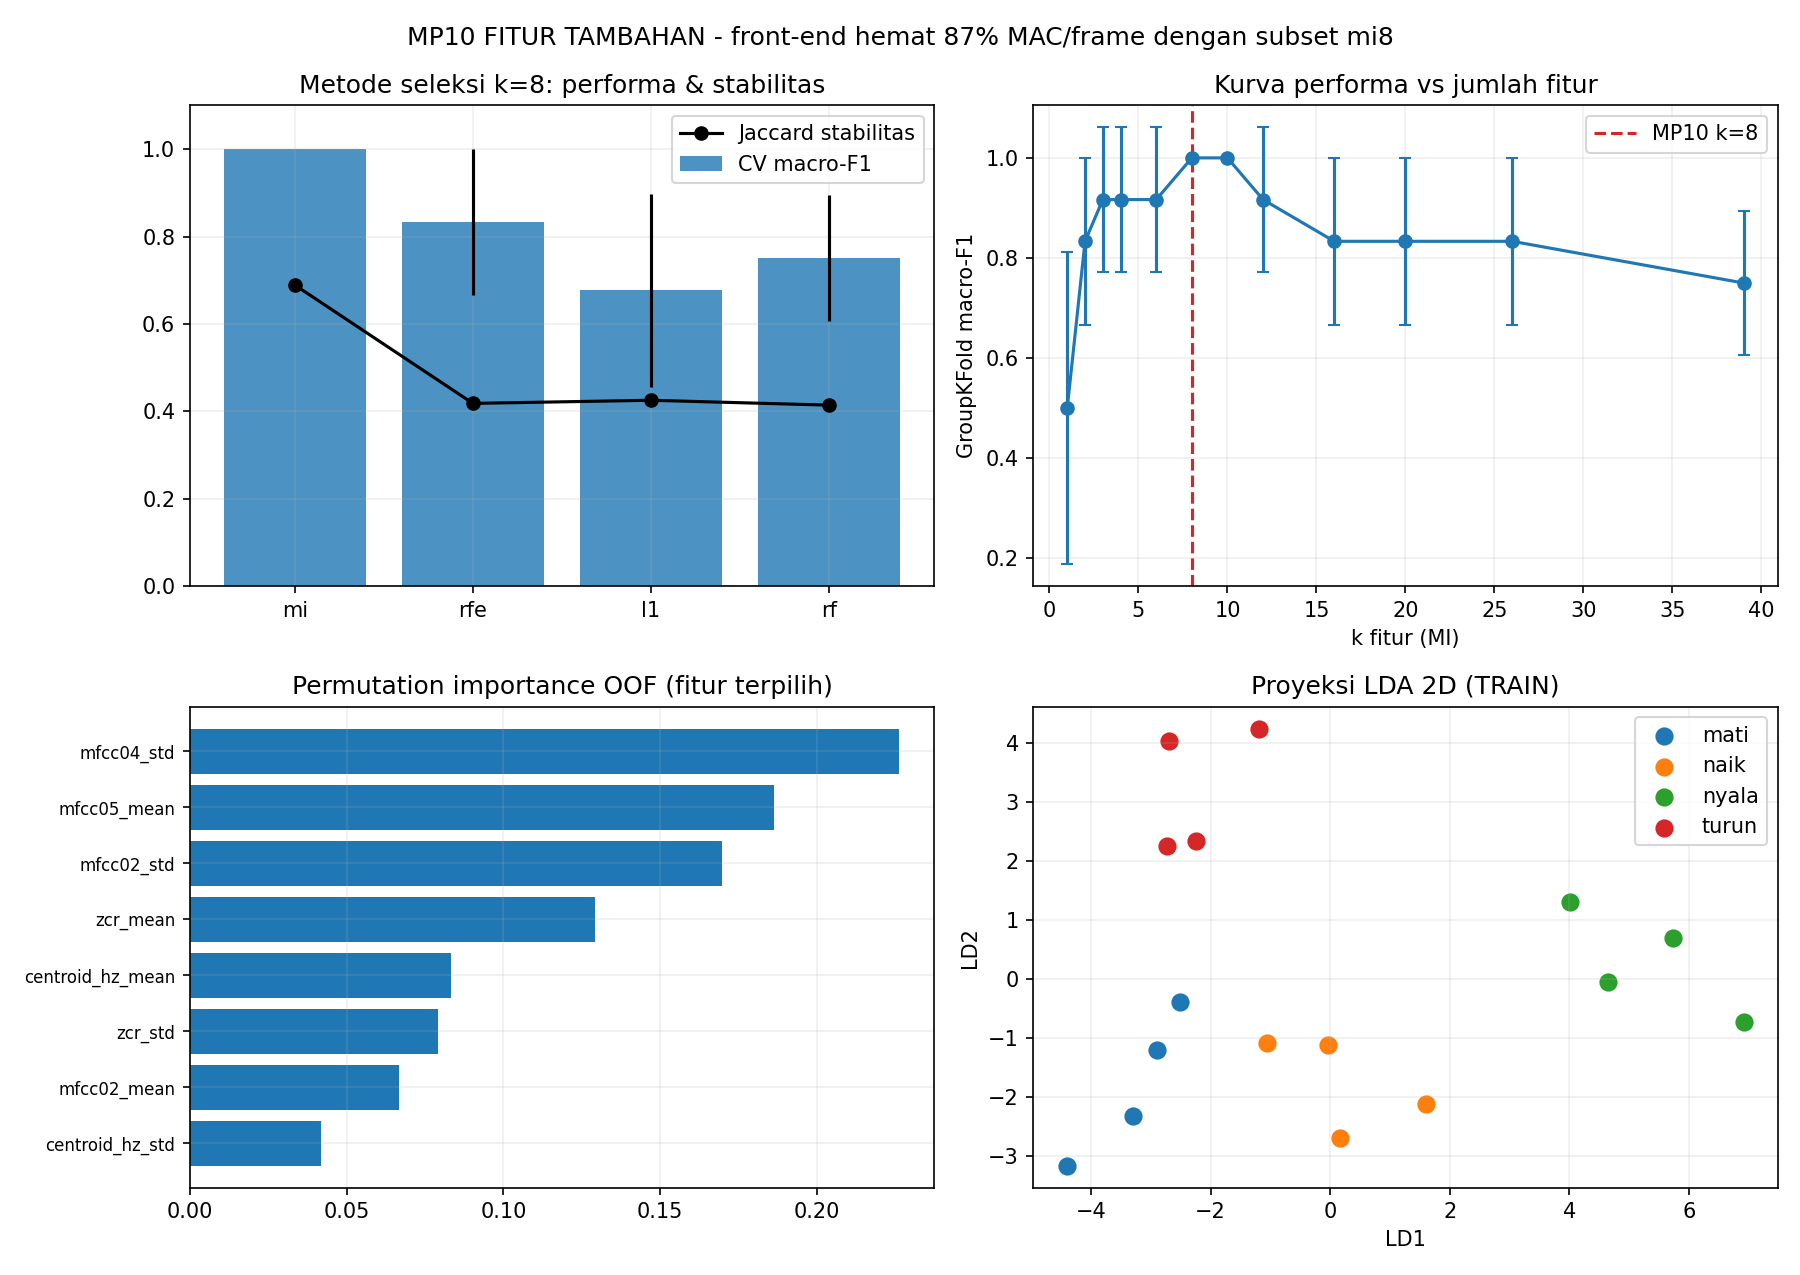 MP10 FITUR TAMBAHAN - front-end hemat 87% MAC/frame dengan subset mi8
Metode seleksi k=8: performa & stabilitas
Jaccard stabilitas
CV macro-F1
1.0
0.8
0.6
0.4
0.2
0.0
mi
rfe
l1
rf
Kurva performa vs jumlah fitur
MP10 k=8
GroupKFold macro-F1
1.0
0.8
0.6
0.4
0.2
0
5
10
15
20
25
30
35
40
k fitur (MI)
Permutation importance OOF (fitur terpilih)
mfcc04_std
mfcc05_mean
mfcc02_std
zcr_mean
centroid_hz_mean
zcr_std
mfcc02_mean
centroid_hz_std
0.00
0.05
0.10
0.15
0.20
Proyeksi LDA 2D (TRAIN)
mati
naik
nyala
turun
LD2
4
3
2
1
0
−1
−2
−3
−4
−2
0
2
4
6
LD1